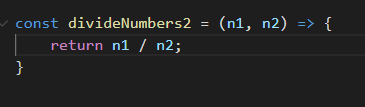 const divideNumbers2 = (n1, n2) => {
    return n1 / n2;
}